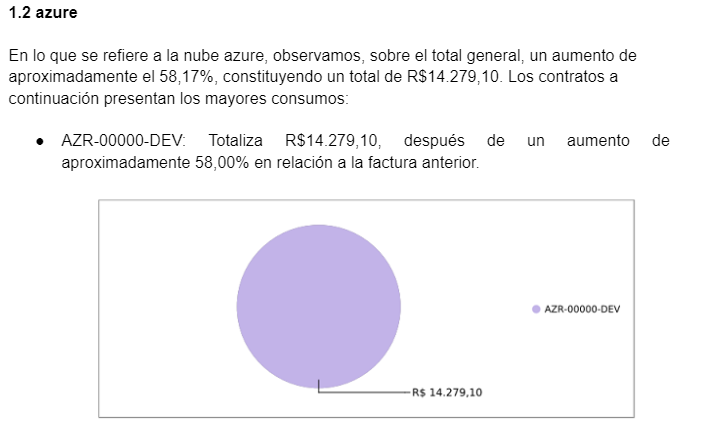 1.2 azure
En lo que se refiere a la nube azure, observamos, sobre el total general, un aumento de
aproximadamente el 58,17%, constituyendo un total de R$14.279,10. Los contratos a
continuación presentan los mayores consumos:
● AZR-00000-DEV: Totaliza R$14.279,10, después de un aumento de
aproximadamente 58,00% en relación a la factura anterior.
AZR-00000-DEV
R$ 14.279,10